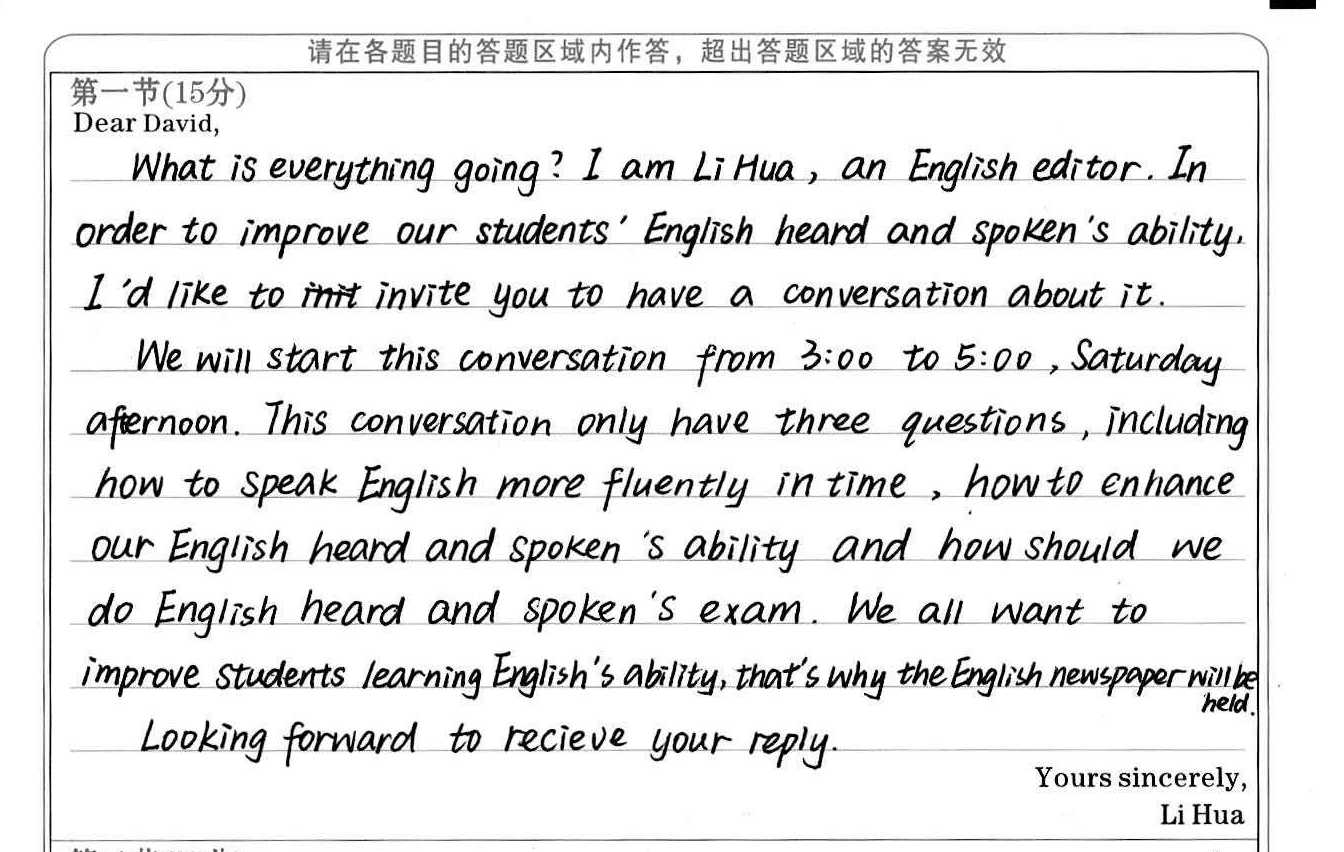 请在各题目的答题区域内作答，超出答题区域的答案无效
第一节(15分)
Dear David,
What is everything going? I am Li Hua, an English editor. In
order to improve our students' English heard and spoken's ability,
I'd like to init invite you to have a conversation about it.
We will start this conversation from 3:00 to 5:00, Saturday
afternoon. This conversation only have three questions, including
how to speak English more fluently in time, how to enhance
our English heard and spoken's ability and how should we
do English heard and spoken's exam. We all want to
improve students learning English's ability, that's why the English newspaper will be
held.
Looking forward to recieve your reply.
Yours sincerely,
Li Hua